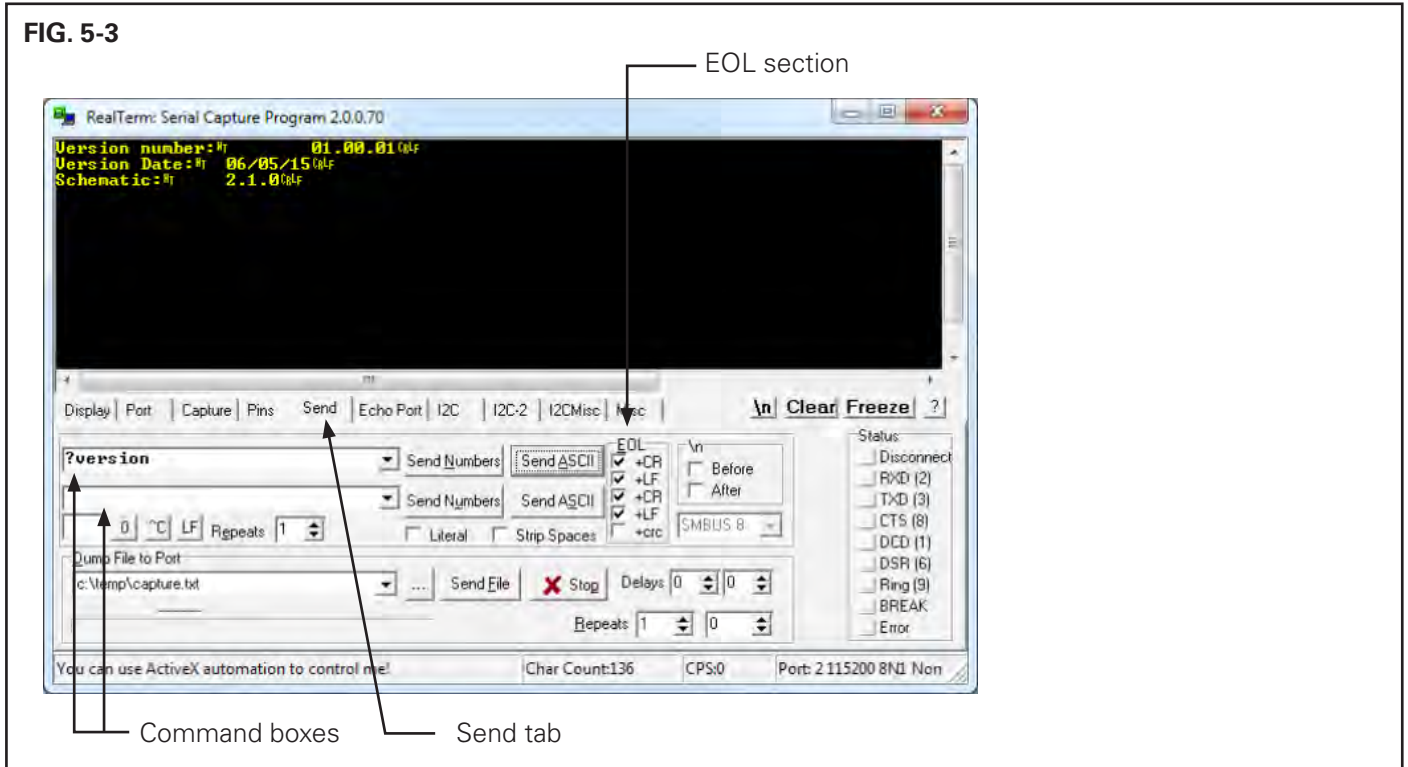 FIG. 5-3
EOL section
RealTerm: Serial Capture Program 2.0.0.70
Version number:HT 01.00.01CRLF
Version Date:HT 06/05/15CRLF
Schematic:HT 2.1.0CRLF
Display Port Capture Pins Send Echo Port I2C I2C-2 I2CMisc Misc \n Clear Freeze ?
?version Send Numbers Send ASCII
EOL
+CR
+LF
+CR
+LF
+crc
\n
Before
After
SMBUS 8
Send Numbers Send ASCII
0 ^C LF Repeats 1 Literal Strip Spaces
Dump File to Port
c:\temp\capture.txt ... Send File Stop Delays 0 0
Repeats 1 0
Status
Disconnect
RXD (2)
TXD (3)
CTS (8)
DCD (1)
DSR (6)
Ring (9)
BREAK
Error
You can use ActiveX automation to control me! Char Count:136 CPS:0 Port: 2 115200 8N1 Non
Command boxes
Send tab